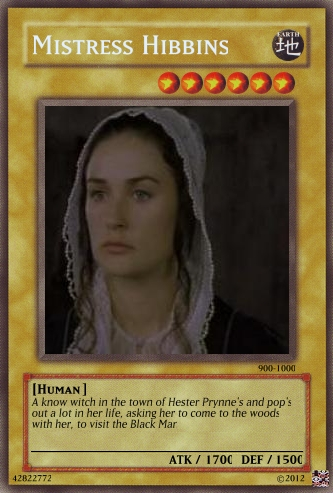 MISTRESS HIBBINS
EARTH
地
900-1000
[HUMAN]
A know witch in the town of Hester Prynne's and pop's
out a lot in her life, asking her to come to the woods
with her, to visit the Black Mar
ATK / 1700 DEF / 1500
42822772 ©2012